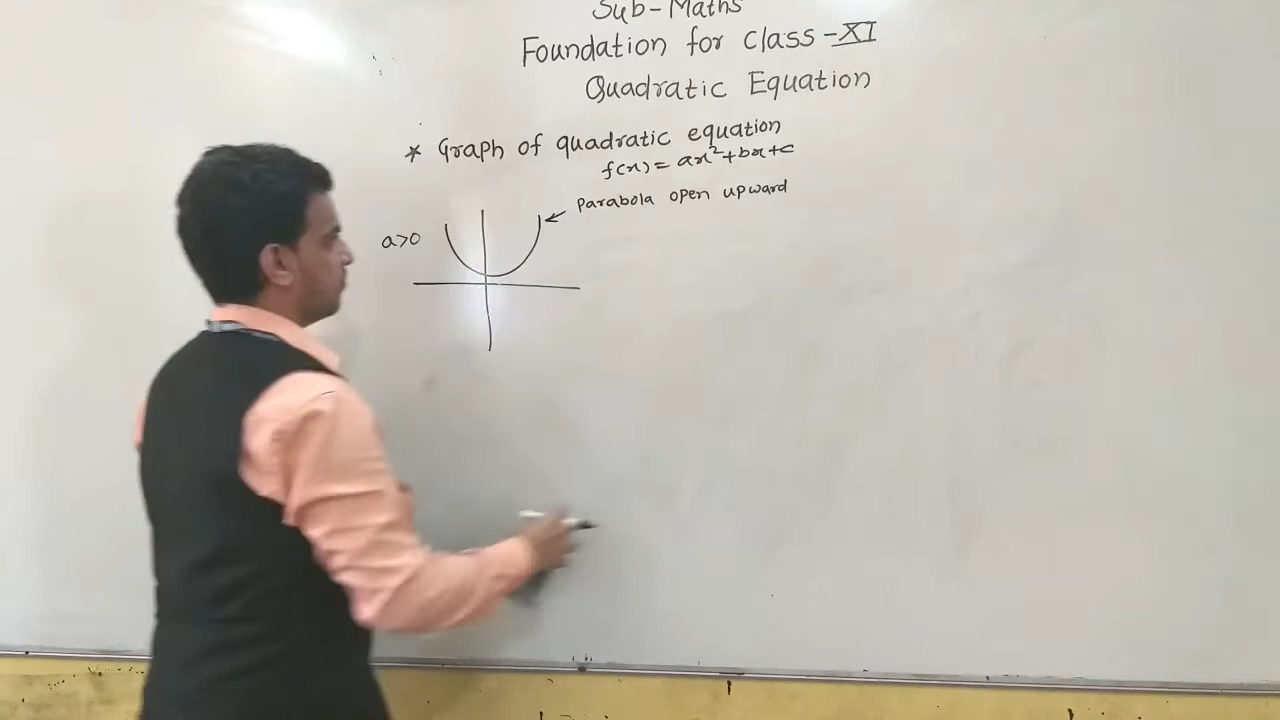 Sub-Maths
Foundation for class-XI
Quadratic Equation
* Graph of quadratic equation
f(x) = ax²+bx+c
Parabola open upward
a>0